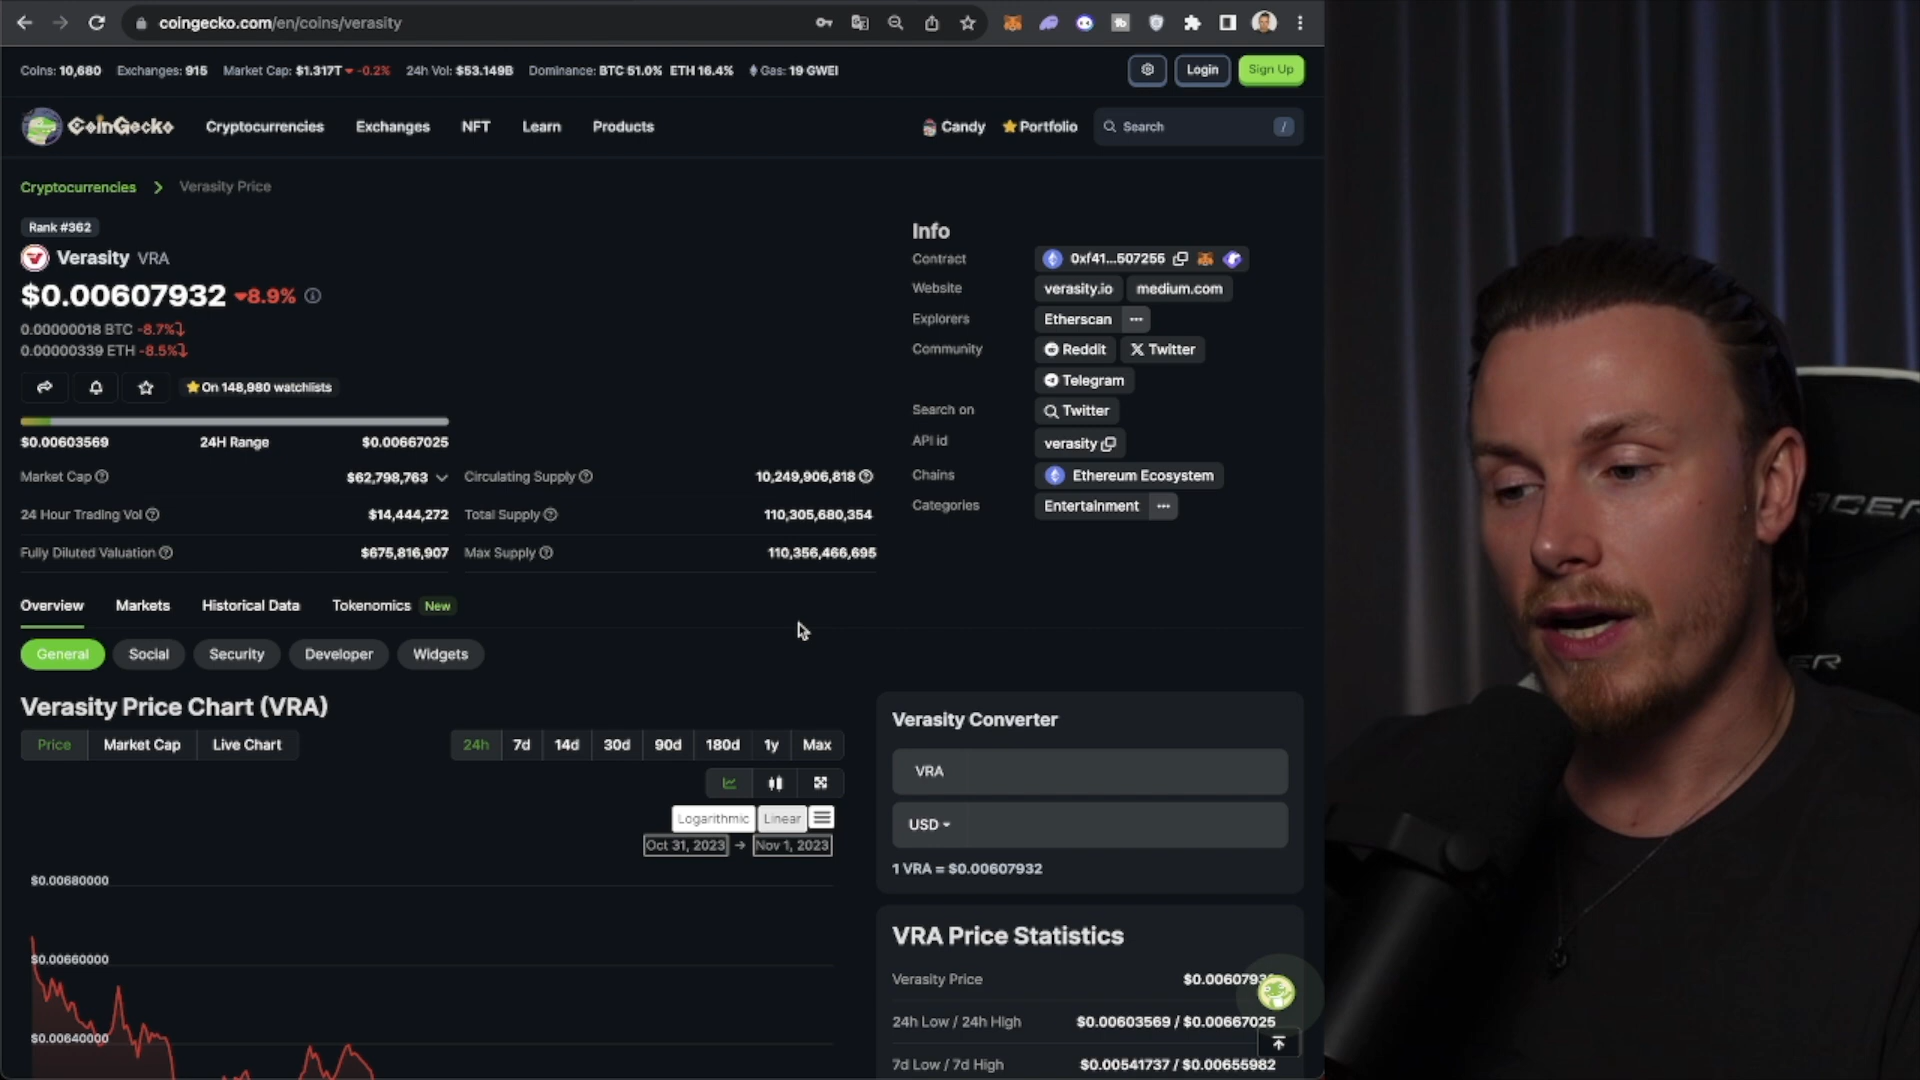 coingecko.com/en/coins/verasity
Coins: 10,680 Exchanges: 915 Market Cap: $1.317T -0.2% 24h Vol: $53.149B Dominance: BTC 51.0% ETH 16.4% Gas: 19 GWEI
Login
Sign Up
CoinGecko
Cryptocurrencies
Exchanges
NFT
Learn
Products
Candy
Portfolio
Search
/
Cryptocurrencies > Verasity Price
Rank #362
Verasity VRA
$0.00607932 8.9%
0.00000018 BTC -8.7%
0.00000339 ETH -8.5%
On 148,980 watchlists
$0.00603569 24H Range $0.00667025
Market Cap $62,798,763
24 Hour Trading Vol $14,444,272
Fully Diluted Valuation $675,816,907
Circulating Supply 10,249,906,818
Total Supply 110,305,680,354
Max Supply 110,356,466,695
Info
Contract 0xf41...507255
Website verasity.io medium.com
Explorers Etherscan ...
Community Reddit X Twitter
Telegram
Search on Twitter
API id verasity
Chains Ethereum Ecosystem
Categories Entertainment ...
Overview Markets Historical Data Tokenomics New
General Social Security Developer Widgets
Verasity Price Chart (VRA)
Price Market Cap Live Chart
24h 7d 14d 30d 90d 180d 1y Max
Logarithmic Linear
Oct 31, 2023 → Nov 1, 2023
$0.00680000
$0.00660000
$0.00640000
Verasity Converter
VRA
USD
1 VRA = $0.00607932
VRA Price Statistics
Verasity Price $0.0060793
24h Low / 24h High $0.00603569 / $0.00667025
7d Low / 7d High $0.00541737 / $0.00655982